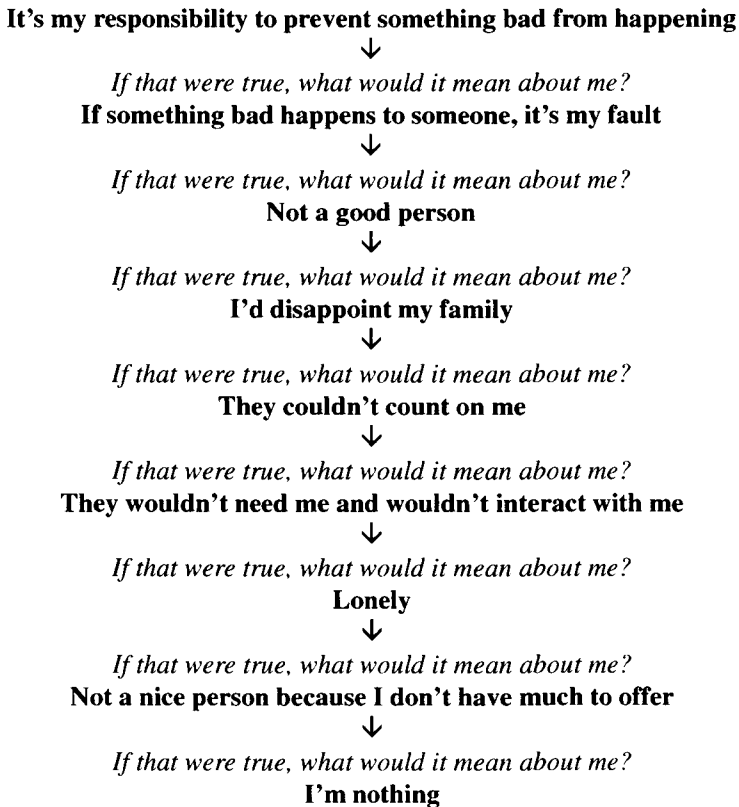 It’s my responsibility to prevent something bad from happening
↓
If that were true, what would it mean about me?
If something bad happens to someone, it’s my fault
↓
If that were true, what would it mean about me?
Not a good person
↓
If that were true, what would it mean about me?
I’d disappoint my family
↓
If that were true, what would it mean about me?
They couldn’t count on me
↓
If that were true, what would it mean about me?
They wouldn’t need me and wouldn’t interact with me
↓
If that were true, what would it mean about me?
Lonely
↓
If that were true, what would it mean about me?
Not a nice person because I don’t have much to offer
↓
If that were true, what would it mean about me?
I’m nothing